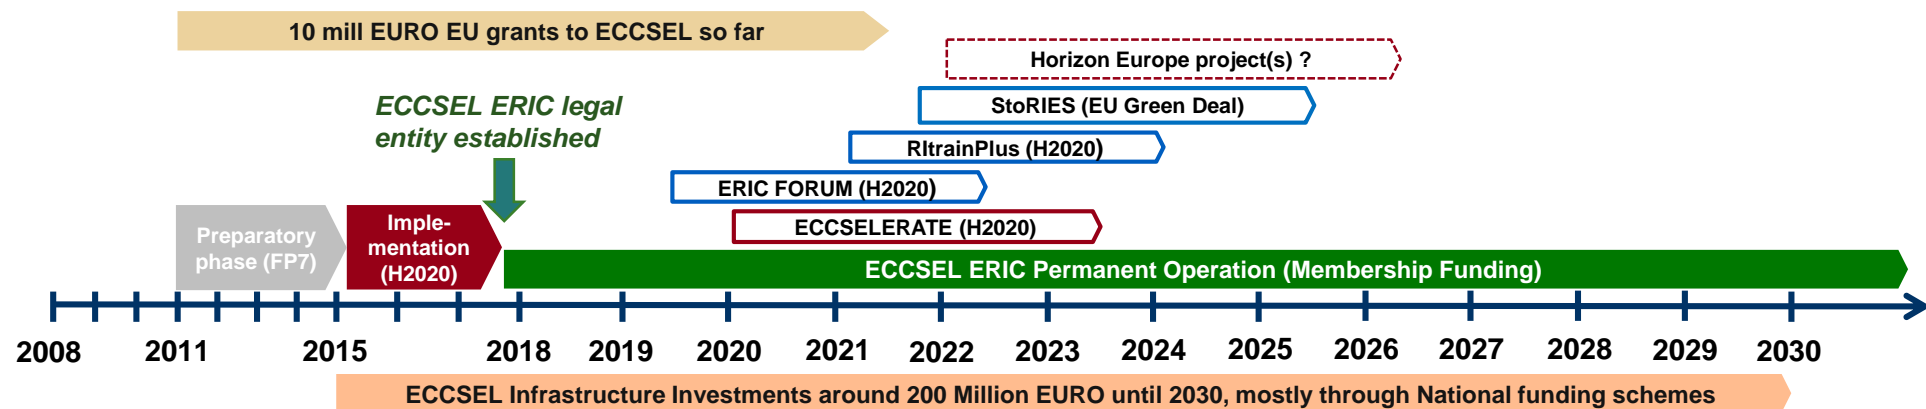 10 mill EURO EU grants to ECCSEL so far
Horizon Europe project(s) ?
ECCSEL ERIC legal
entity established
StoRIES (EU Green Deal)
RItrainPlus (H2020)
ERIC FORUM (H2020)
ECCSELERATE (H2020)
Preparatory
phase (FP7)
Imple-
mentation
(H2020)
ECCSEL ERIC Permanent Operation (Membership Funding)
2008 2011 2015 2018 2019 2020 2021 2022 2023 2024 2025 2026 2027 2028 2029 2030
ECCSEL Infrastructure Investments around 200 Million EURO until 2030, mostly through National funding schemes